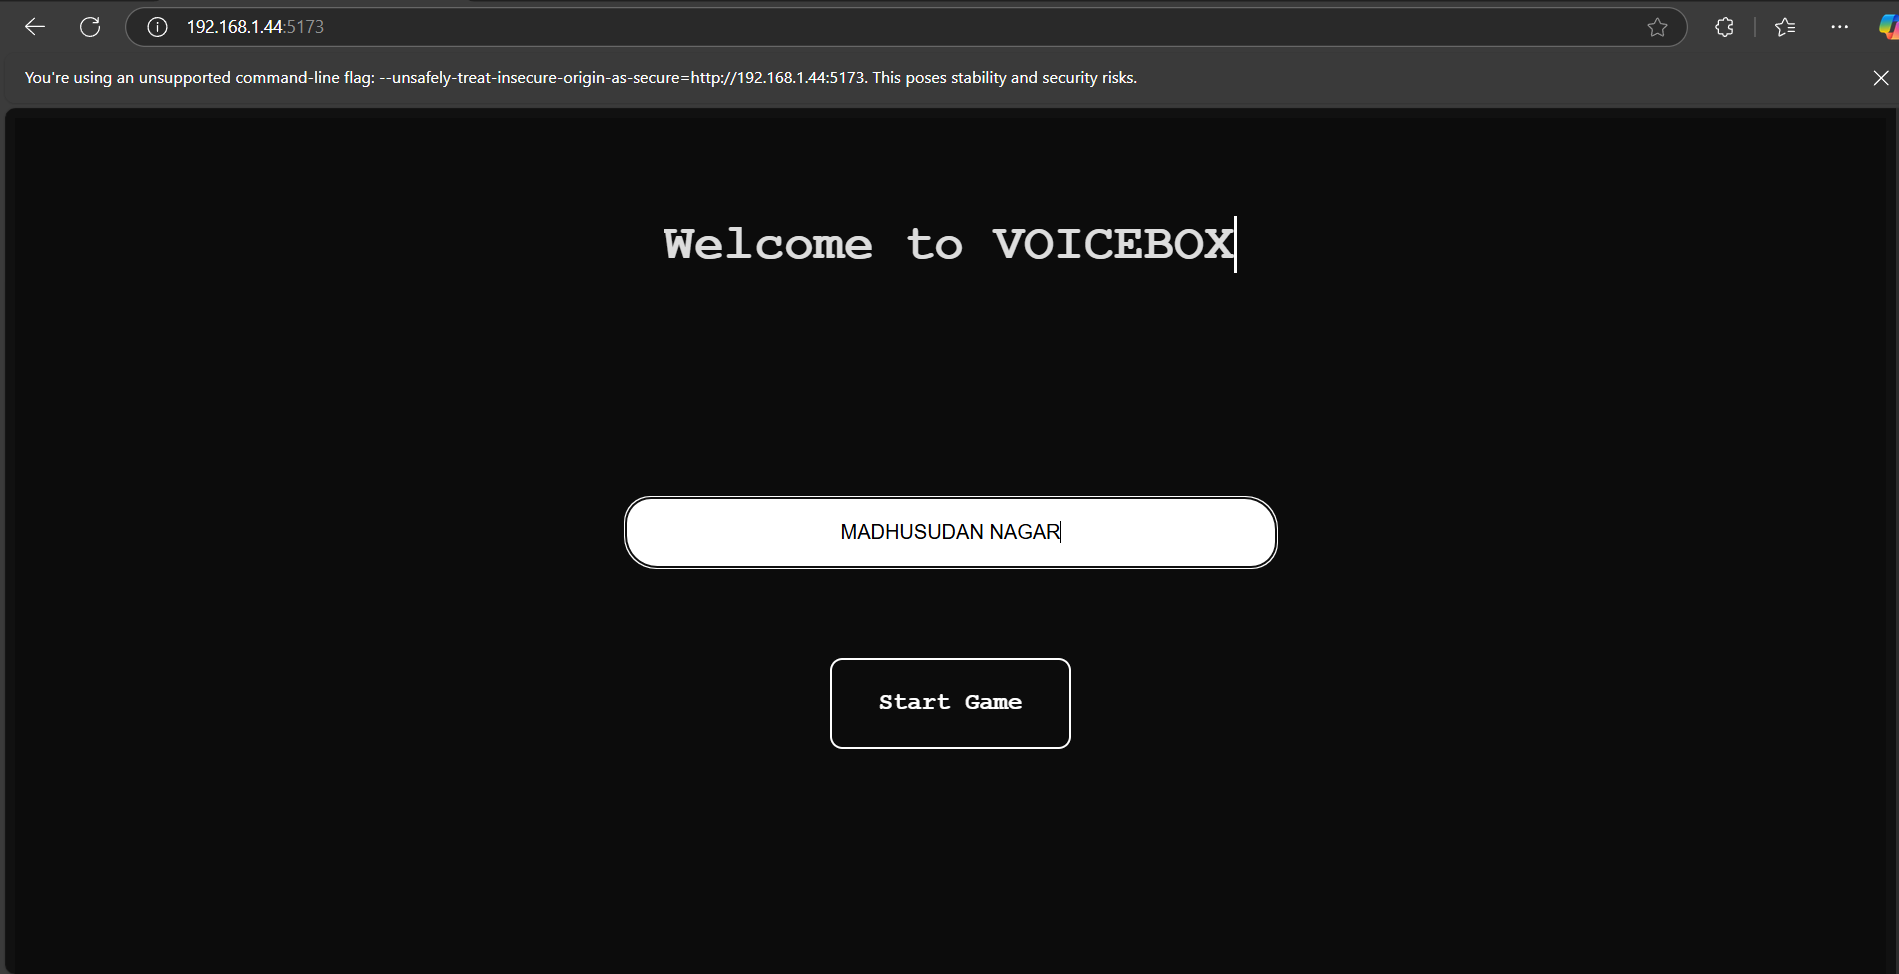 192.168.1.44:5173
You're using an unsupported command-line flag: --unsafely-treat-insecure-origin-as-secure=http://192.168.1.44:5173. This poses stability and security risks.
Welcome to VOICEBOX
MADHUSUDAN NAGAR
Start Game